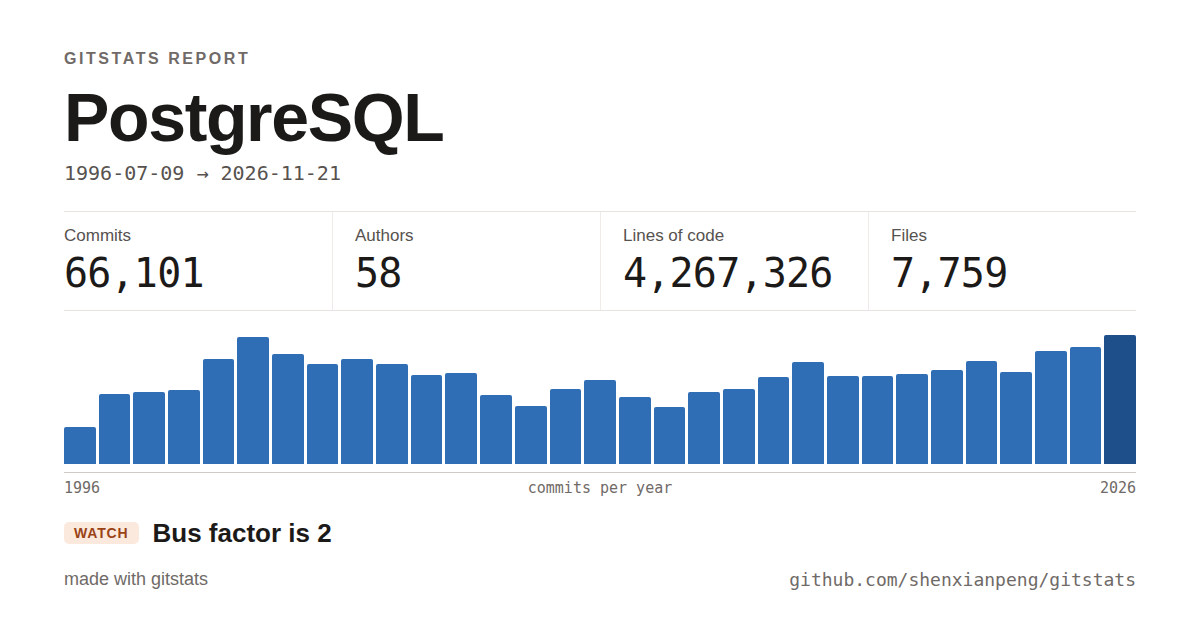 GITSTATS REPORT
PostgreSQL
1996-07-09 → 2026-11-21
Commits Authors Lines of code Files
66,101 58 4,267,326 7,759
1996 commits per year 2026
WATCH Bus factor is 2
made with gitstats github.com/shenxianpeng/gitstats